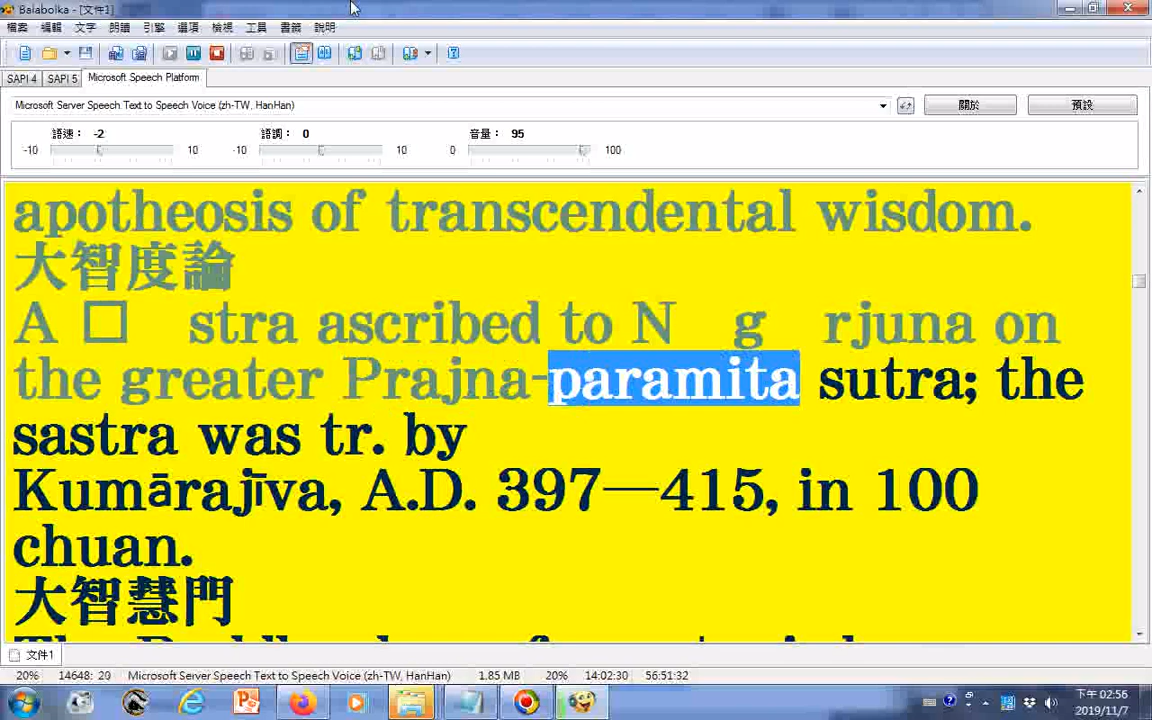 Balabolka - [文件1]
檔案 編輯 文字 朗讀 引擎 選項 檢視 工具 書籤 說明
SAPI 4 SAPI 5 Microsoft Speech Platform
Microsoft Server Speech Text to Speech Voice (zh-TW, HanHan) 關於 預設
語速： -2 語調： 0 音量： 95
-10 10 -10 10 0 100
apotheosis of transcendental wisdom.
大智度論
A □ stra ascribed to N g rjuna on
the greater Prajna-paramita sutra; the
sastra was tr. by
Kumārajīva, A.D. 397—415, in 100
chuan.
大智慧門
文件1
20% 14648: 20 Microsoft Server Speech Text to Speech Voice (zh-TW, HanHan) 1.85 MB 20% 14:02:30 56:51:32
下午 02:56
2019/11/7